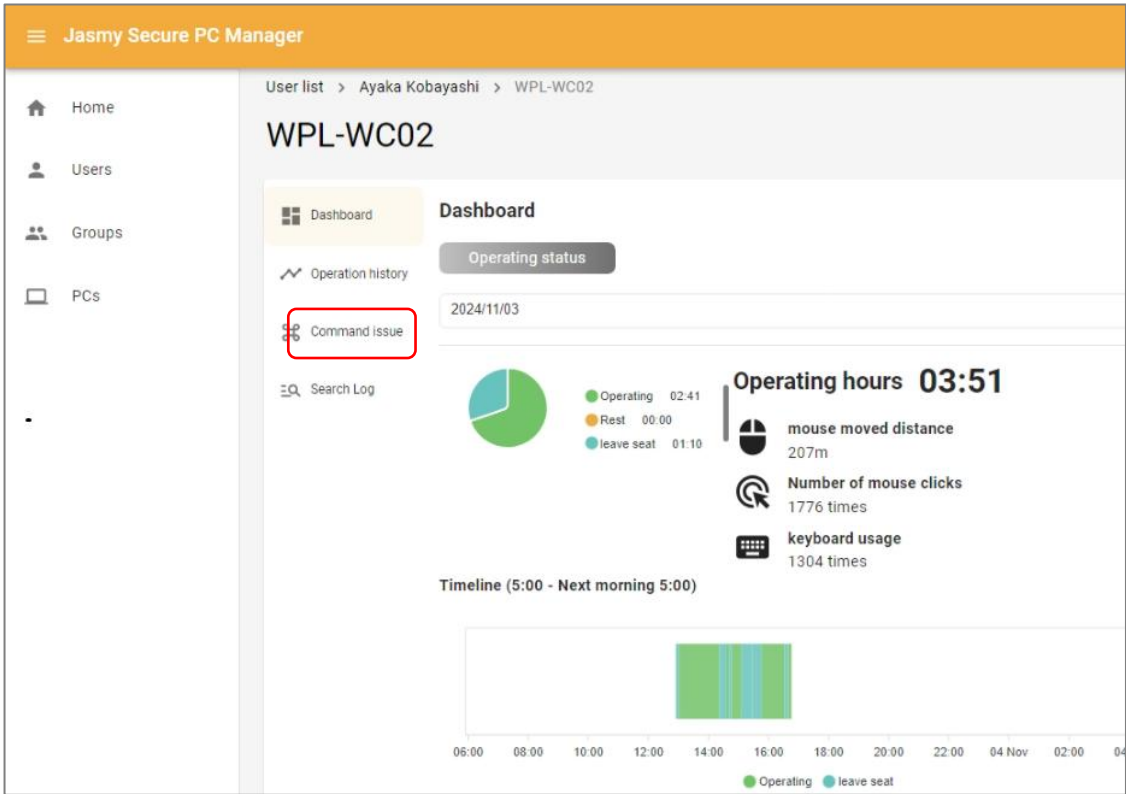 Jasmy Secure PC Manager
Home
Users
Groups
PCs
User list > Ayaka Kobayashi > WPL-WC02
WPL-WC02
Dashboard
Operation history
Command issue
Search Log
Dashboard
Operating status
2024/11/03
Operating 02:41
Rest 00:00
leave seat 01:10
Operating hours 03:51
mouse moved distance
207m
Number of mouse clicks
1776 times
keyboard usage
1304 times
Timeline (5:00 - Next morning 5:00)
06:00 08:00 10:00 12:00 14:00 16:00 18:00 20:00 22:00 04 Nov 02:00 04
Operating leave seat